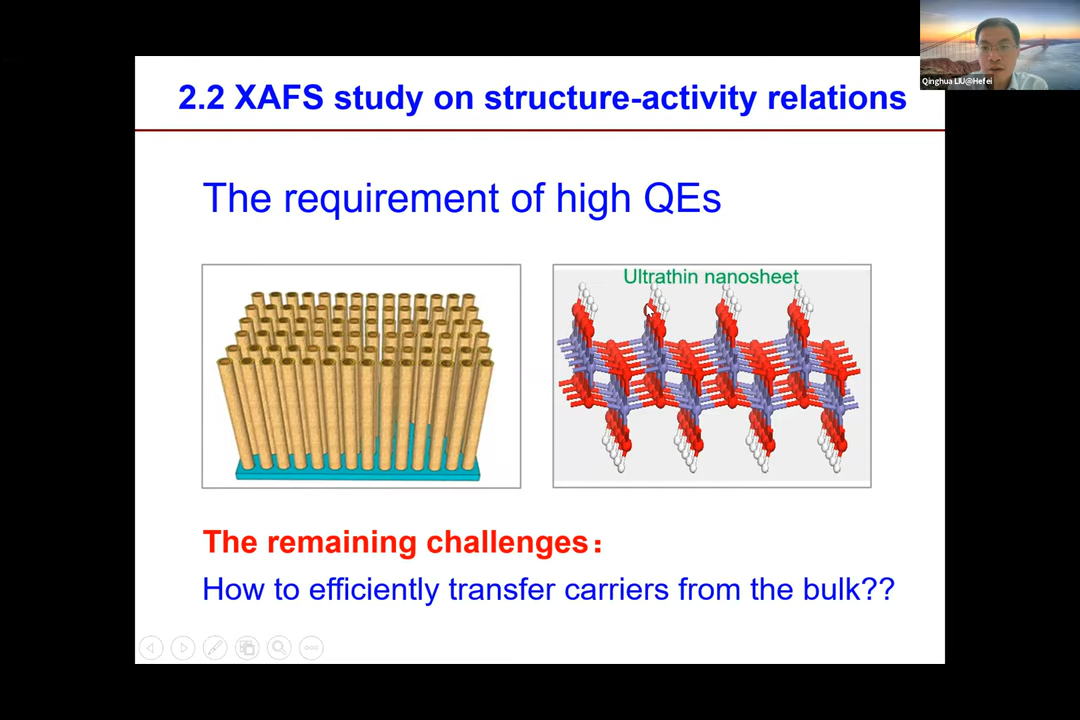 Qinghua LIU@Hefei
2.2 XAFS study on structure-activity relations
The requirement of high QEs
Ultrathin nanosheet
The remaining challenges：
How to efficiently transfer carriers from the bulk??